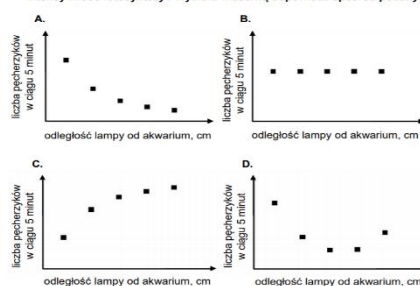 A.
liczba pęcherzyków
w ciągu 5 minut
odległość lampy od akwarium, cm
B.
liczba pęcherzyków
w ciągu 5 minut
odległość lampy od akwarium, cm
C.
liczba pęcherzyków
w ciągu 5 minut
odległość lampy od akwarium, cm
D.
liczba pęcherzyków
w ciągu 5 minut
odległość lampy od akwarium, cm